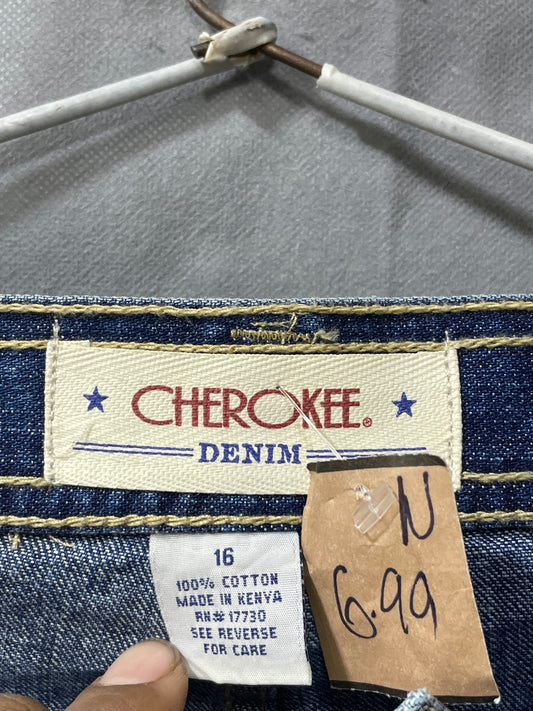 CHEROKEE®
DENIM
16
100% COTTON
MADE IN KENYA
RN# 17730
SEE REVERSE
FOR CARE
N
6.99